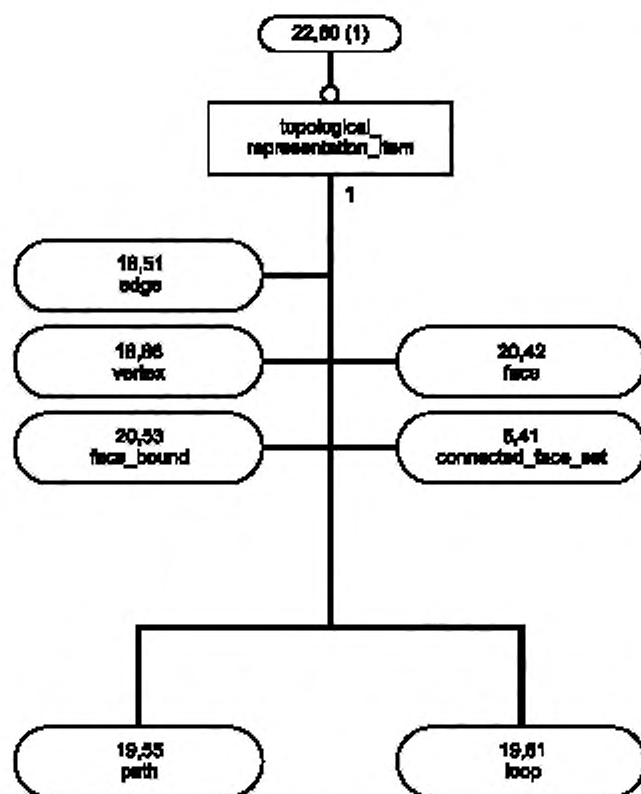 22,60 (1)
topological_
representation_item
1
18,51
edge
18,86
vertex
20,42
face
20,53
face_bound
5,41
connected_face_set
19,55
path
19,61
loop